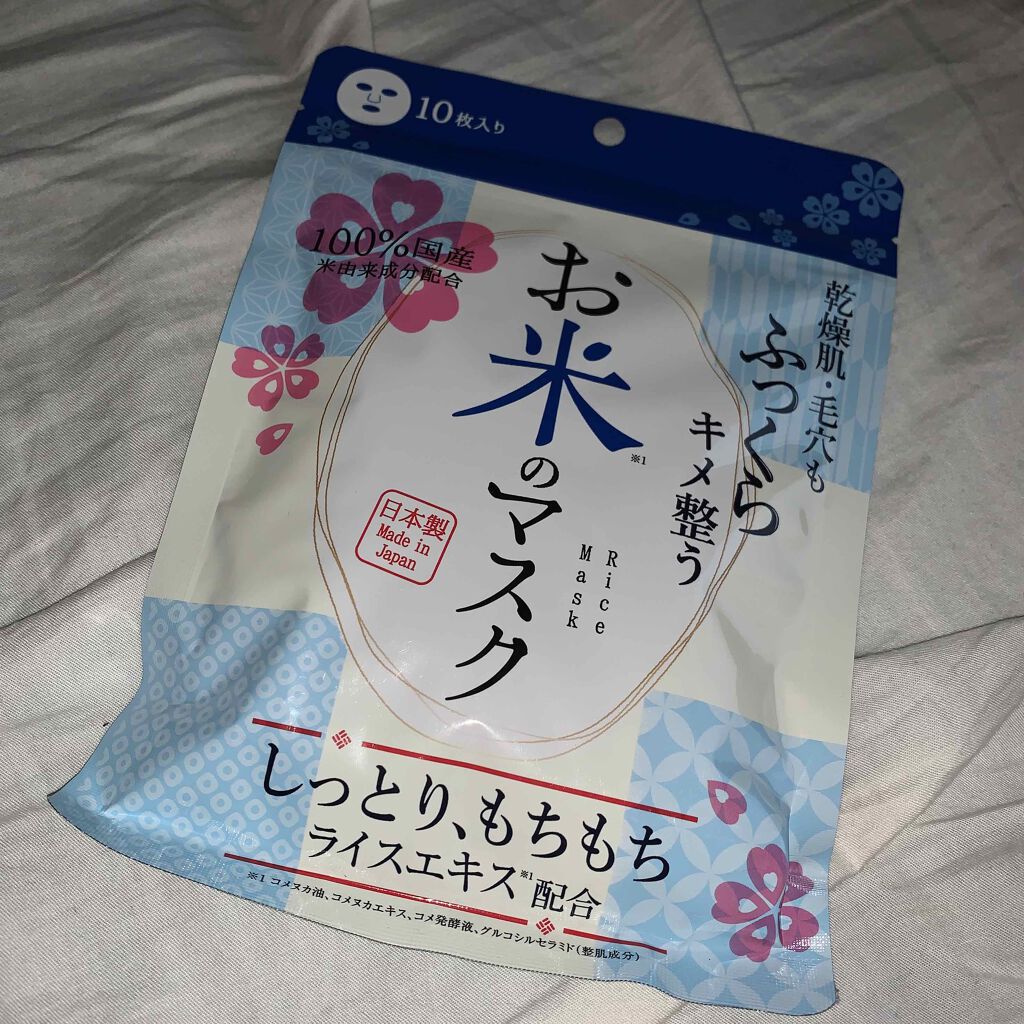 10枚入り
100%国産
米由来成分配合
乾燥肌・毛穴も
ふっくら
キメ整う
お米のマスク
※1
Rice
Mask
日本製
Made in
Japan
しっとり、もちもち
ライスエキス※1配合
※1 コメヌカ油、コメヌカエキス、コメ発酵液、グルコシルセラミド(整肌成分)